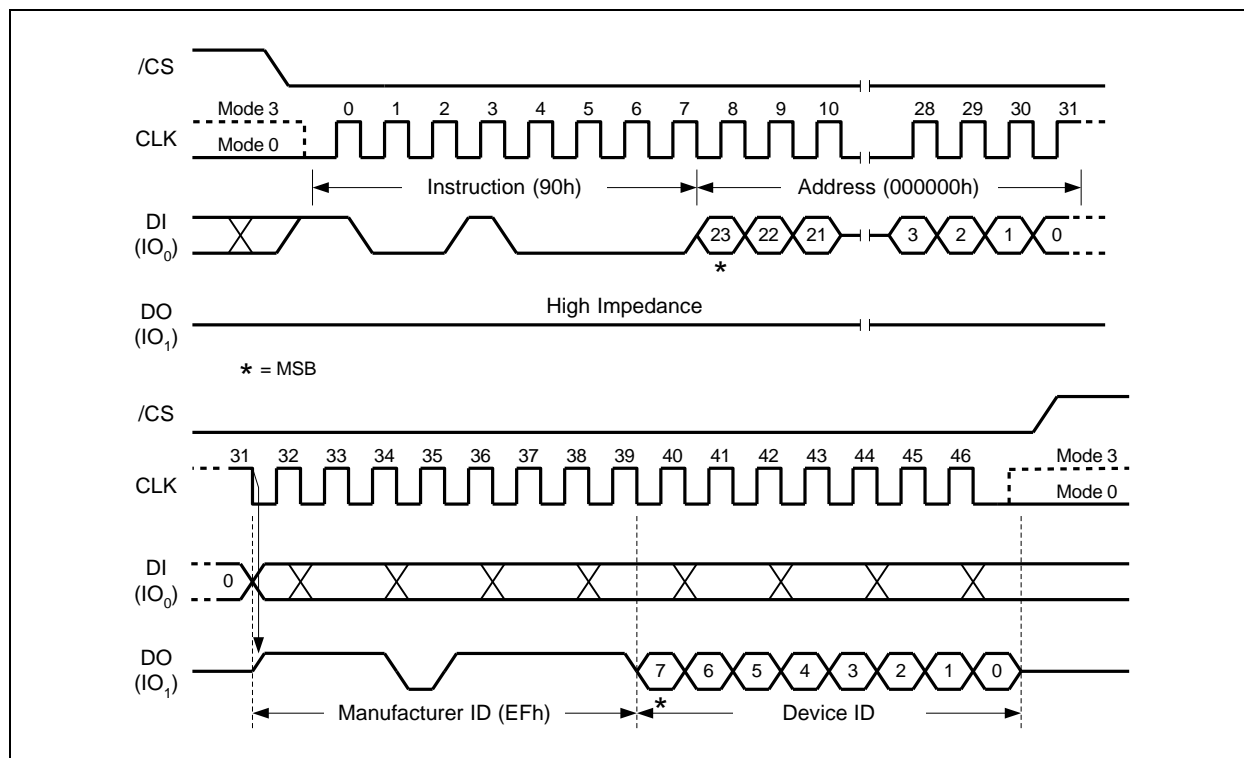 /CS
Mode 3
0 1 2 3 4 5 6 7 8 9 10 28 29 30 31
CLK
Mode 0
Instruction (90h)
Address (000000h)
DI
(IO0)
23 22 21 3 2 1 0
*
High Impedance
DO
(IO1)
* = MSB
/CS
31 32 33 34 35 36 37 38 39 40 41 42 43 44 45 46
Mode 3
CLK
Mode 0
DI
(IO0)
0
DO
(IO1)
7 6 5 4 3 2 1 0
*
Manufacturer ID (EFh)
Device ID